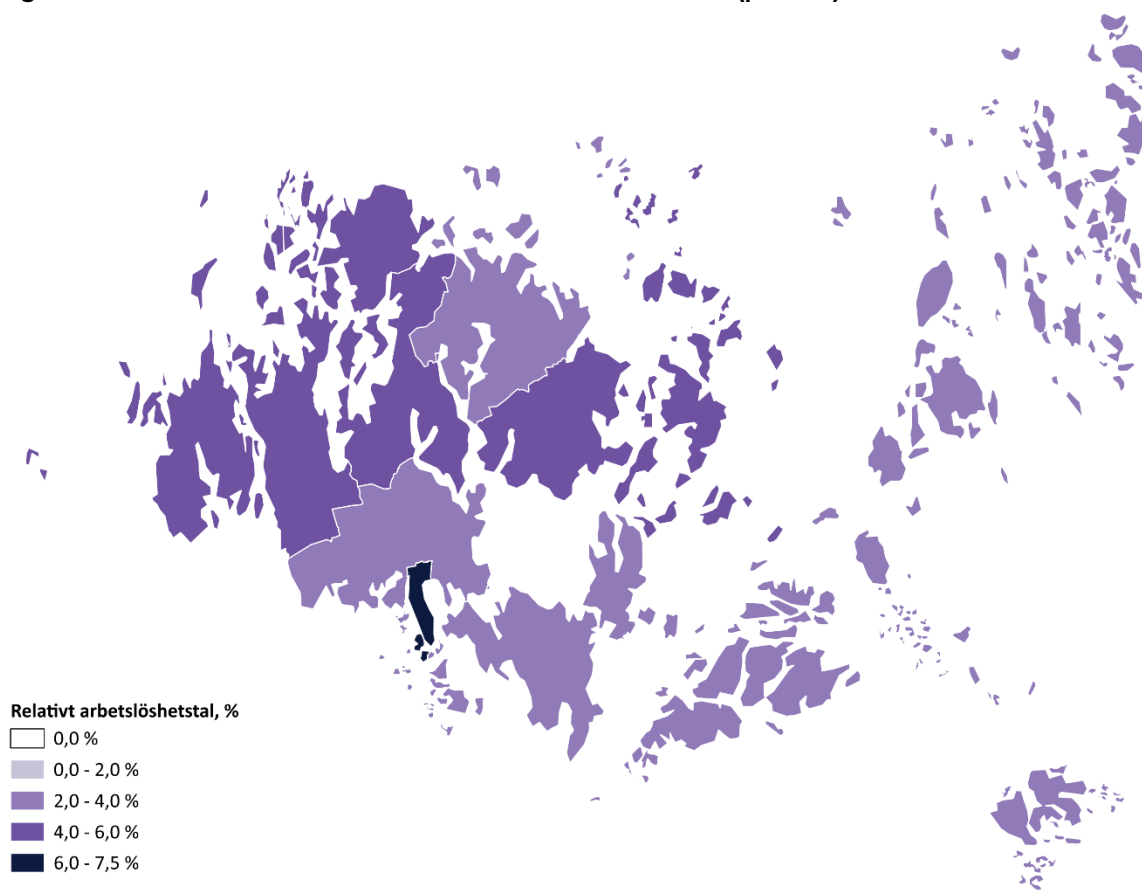 Relativt arbetslöshetstal, %
0,0 %
0,0 - 2,0 %
2,0 - 4,0 %
4,0 - 6,0 %
6,0 - 7,5 %